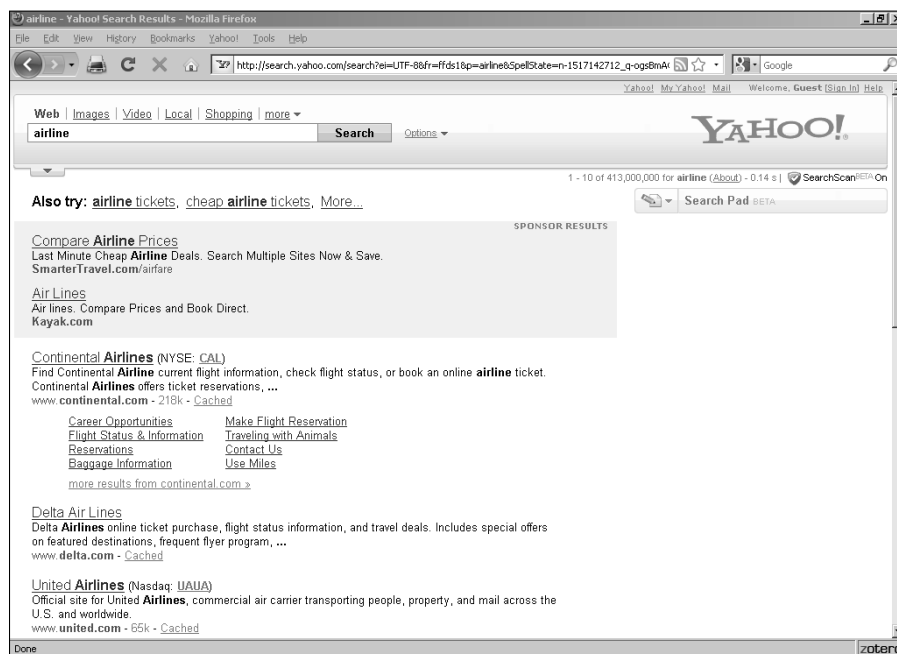 airline - Yahoo! Search Results - Mozilla Firefox
File Edit View History Bookmarks Yahoo! Tools Help
http://search.yahoo.com/search?ei=UTF-8&fr=ffds1&p=airline&SpellState=n-1517142712_q-ogsBmA Google
Yahoo! My Yahoo! Mail Welcome, Guest [Sign In] Help
Web | Images | Video | Local | Shopping | more
airline Search Options
YAHOO!
1 - 10 of 413,000,000 for airline (About) - 0.14 s | SearchScan BETA On
Also try: airline tickets, cheap airline tickets, More...
Search Pad BETA
SPONSOR RESULTS
Compare Airline Prices
Last Minute Cheap Airline Deals. Search Multiple Sites Now & Save.
SmarterTravel.com/airfare
Air Lines
Air lines. Compare Prices and Book Direct.
Kayak.com
Continental Airlines (NYSE: CAL)
Find Continental Airline current flight information, check flight status, or book an online airline ticket.
Continental Airlines offers ticket reservations, ...
www.continental.com - 218k - Cached
Career Opportunities Make Flight Reservation
Flight Status & Information Traveling with Animals
Reservations Contact Us
Baggage Information Use Miles
more results from continental.com »
Delta Air Lines
Delta Airlines online ticket purchase, flight status information, and travel deals. Includes special offers
on featured destinations, frequent flyer program, ...
www.delta.com - Cached
United Airlines (Nasdaq: UAUA)
Official site for United Airlines, commercial air carrier transporting people, property, and mail across the
U.S. and worldwide.
www.united.com - 65k - Cached
Done zotero